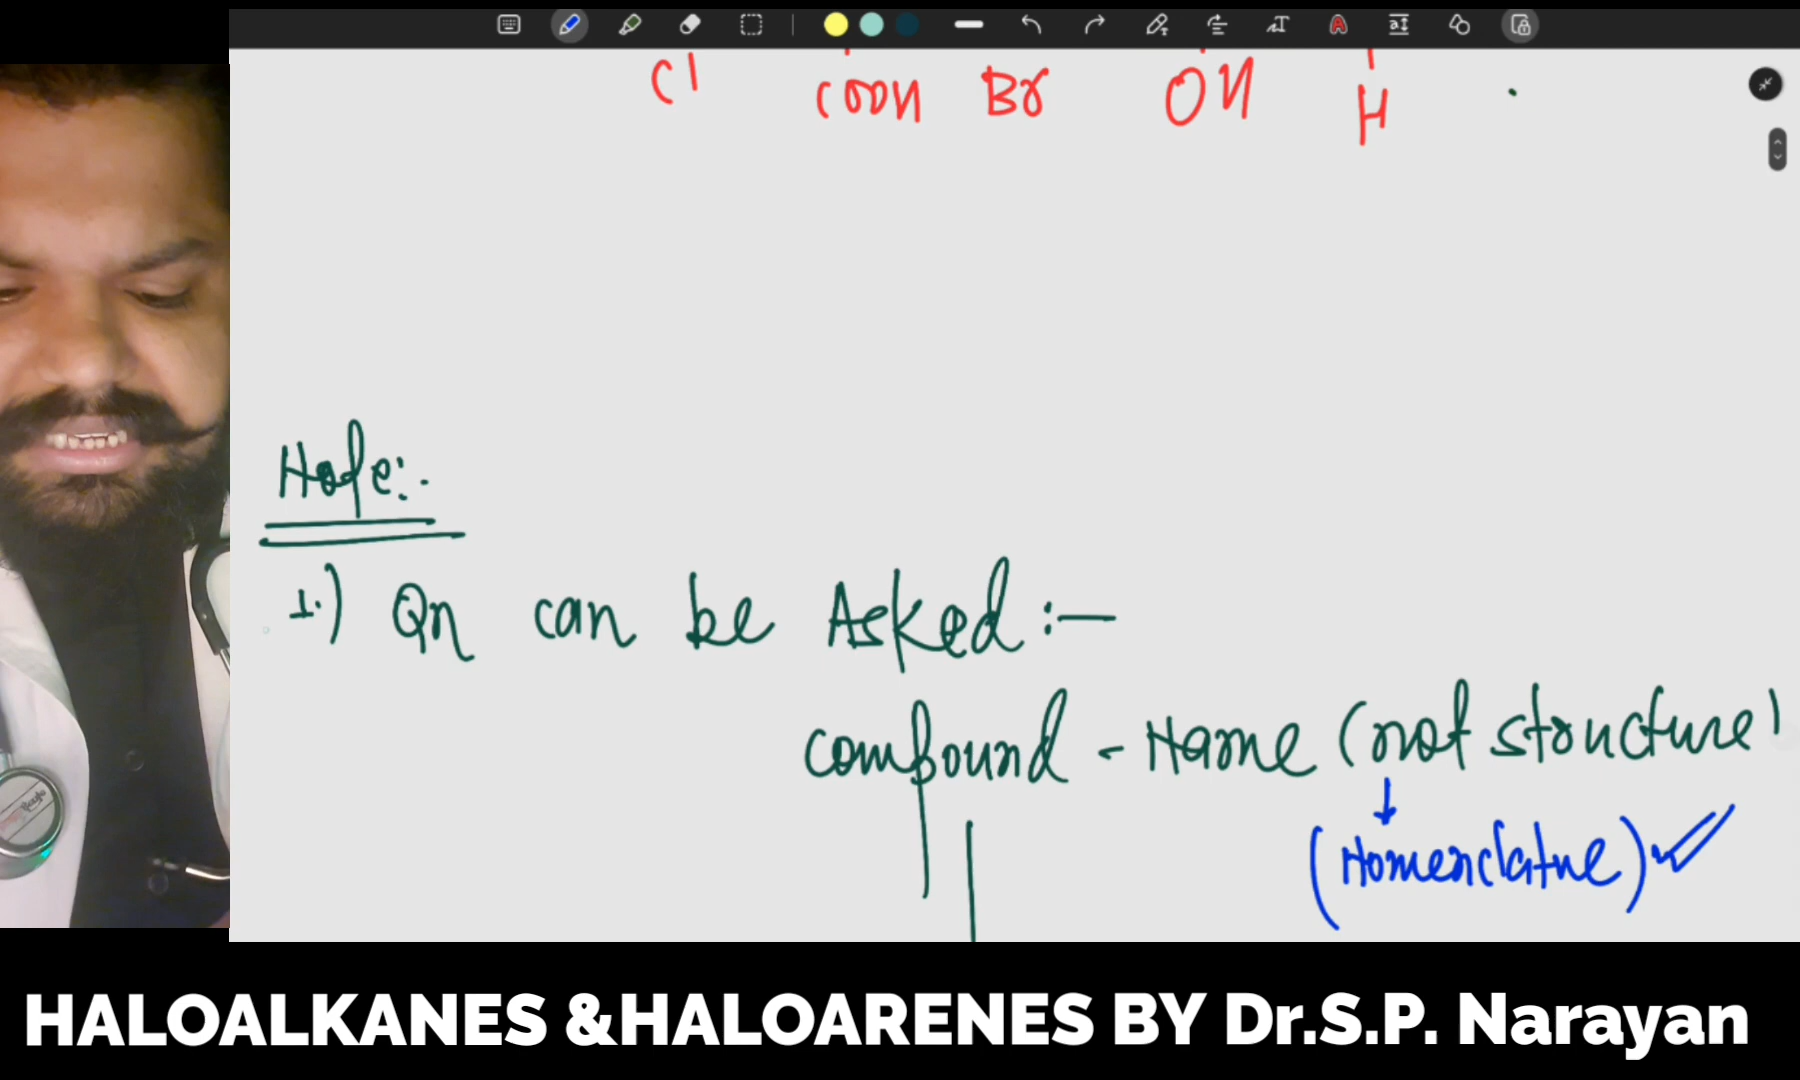 Cl COOH Br OH H
Note:-
1.) Qn can be Asked :-
compound - Name (not structure)
(Nomenclatue)
HALOALKANES &HALOARENES BY Dr.S.P. Narayan